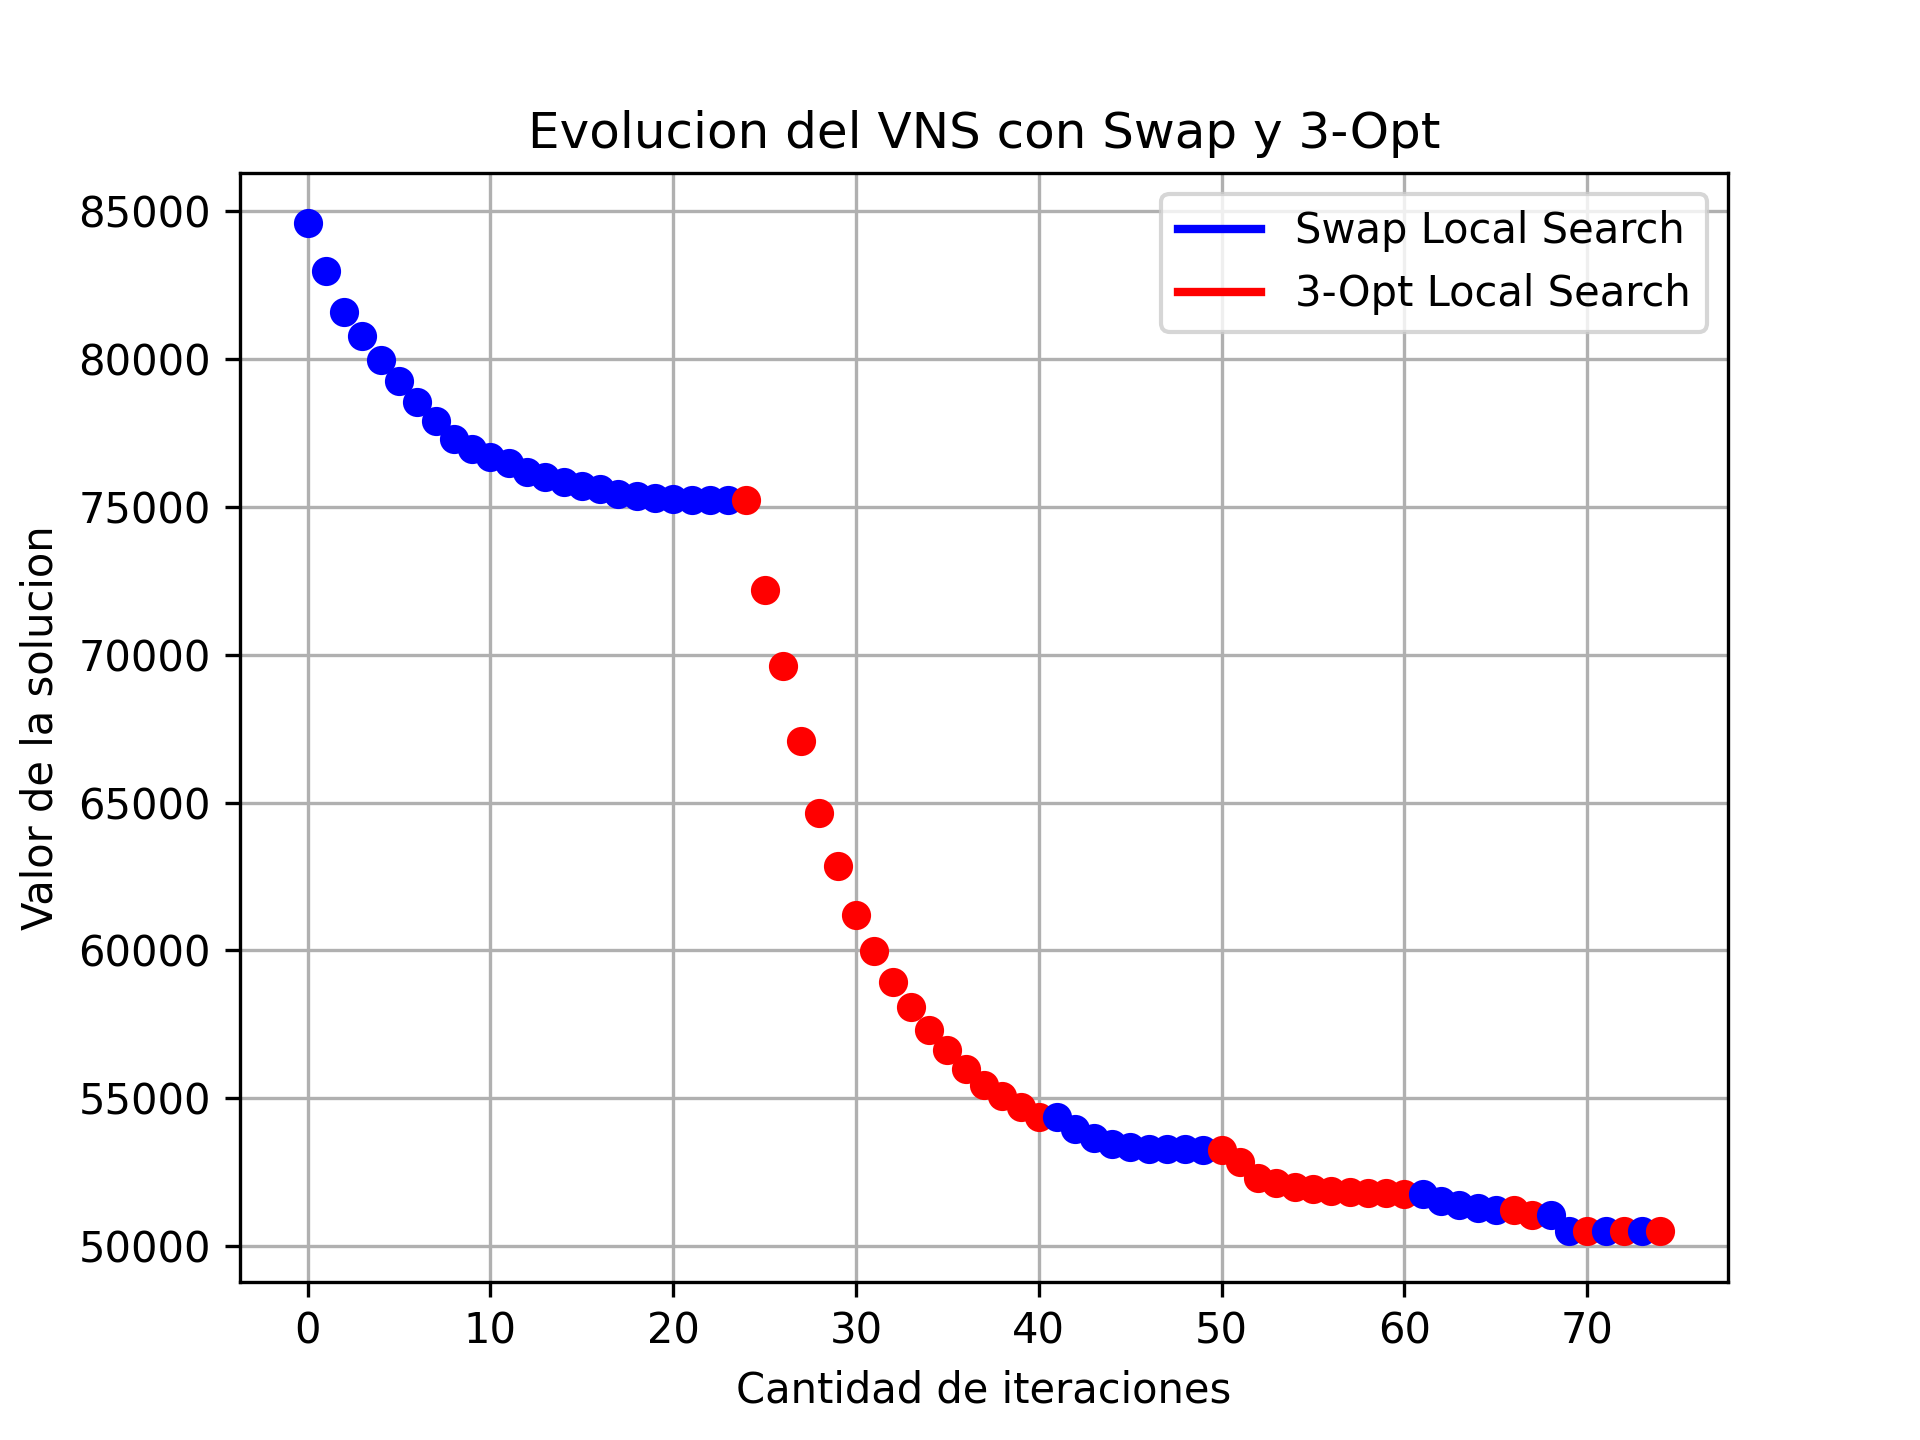 Evolucion del VNS con Swap y 3-Opt
Swap Local Search
3-Opt Local Search
85000
80000
75000
70000
65000
60000
55000
50000
Valor de la solucion
0 10 20 30 40 50 60 70
Cantidad de iteraciones